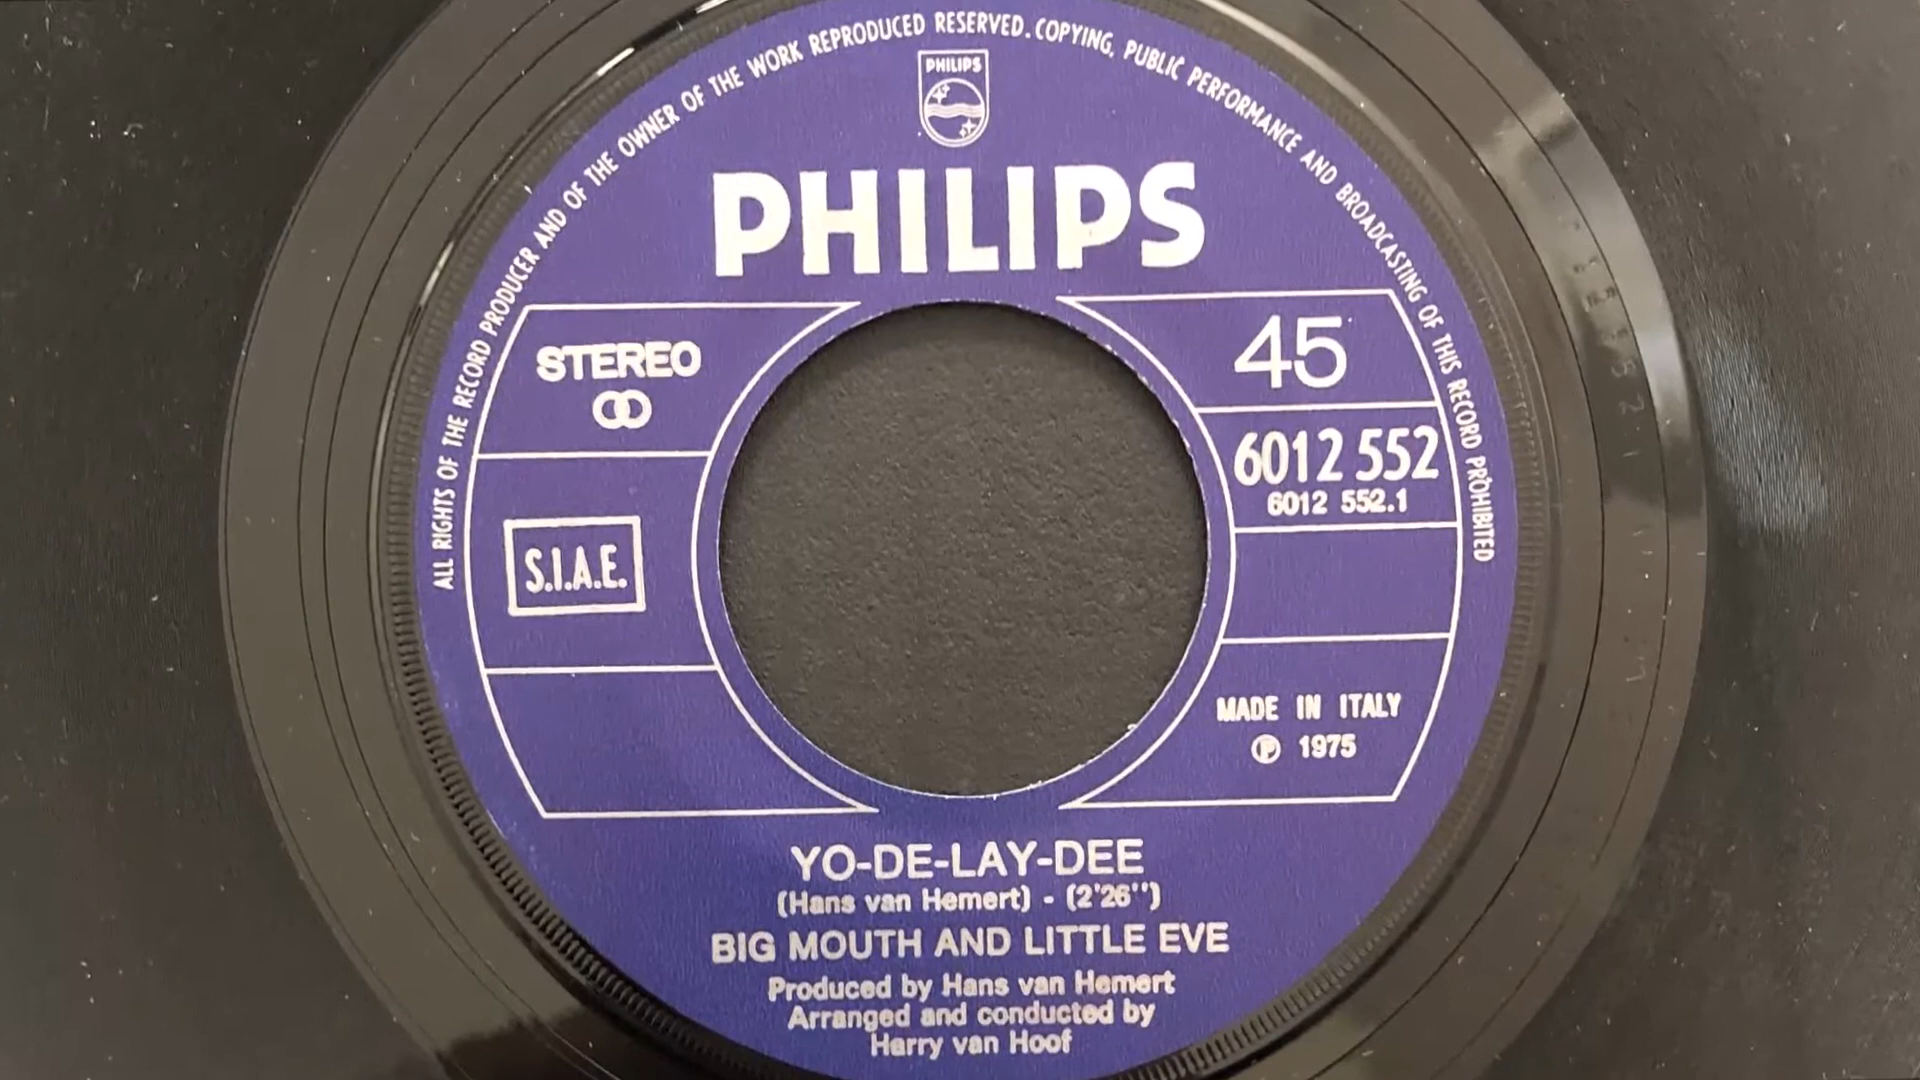 ALL RIGHTS OF THE RECORD PRODUCER AND OF THE OWNER OF THE WORK REPRODUCED RESERVED. COPYING, PUBLIC PERFORMANCE AND BROADCASTING OF THIS RECORD PROHIBITED
PHILIPS
PHILIPS
STEREO
S.I.A.E.
45
6012 552
6012 552.1
MADE IN ITALY
Ⓟ 1975
YO-DE-LAY-DEE
(Hans van Hemert) - (2'26'')
BIG MOUTH AND LITTLE EVE
Produced by Hans van Hemert
Arranged and conducted by
Harry van Hoof